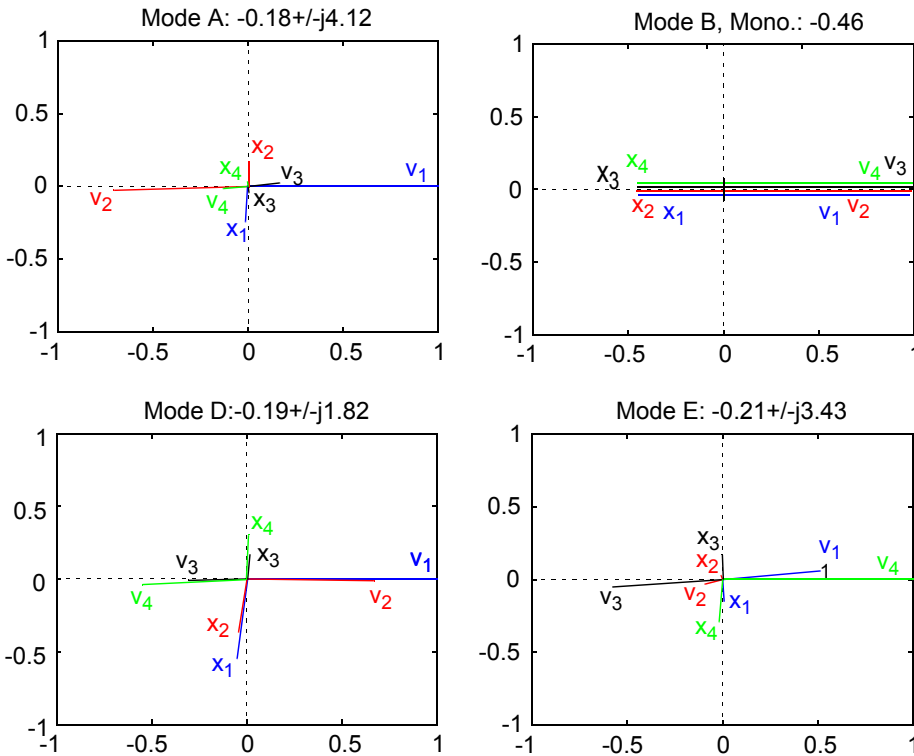 Mode A: -0.18+/-j4.12
1
0.5
0
-0.5
-1
-1
-0.5
0
0.5
1
x2
x4
v3
v1
v2
v4
x3
x1
Mode B, Mono.: -0.46
1
0.5
0
-0.5
-1
-1
-0.5
0
0.5
1
x4
x3
v4
v3
x2
x1
v1
v2
Mode D:-0.19+/-j1.82
1
0.5
0
-0.5
-1
-1
-0.5
0
0.5
1
x4
v3
x3
v1
v4
v2
x2
x1
Mode E: -0.21+/-j3.43
1
0.5
0
-0.5
-1
-1
-0.5
0
0.5
1
x3
x2
v1
1
v4
v3
v2
x1
x4